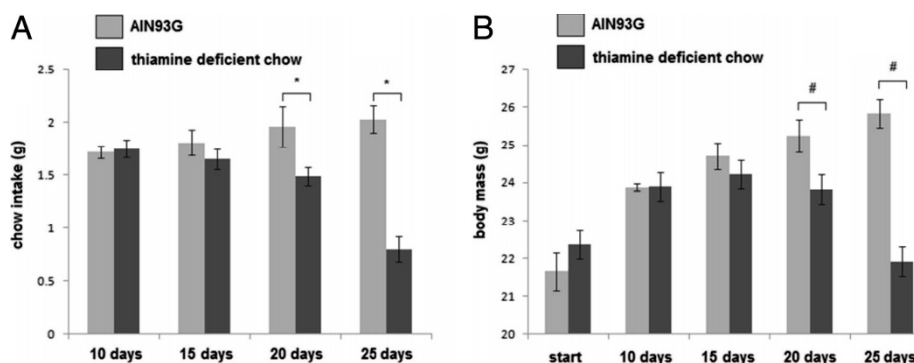 A
AIN93G
thiamine deficient chow
chow intake (g)
2.5
2
1.5
1
0.5
0
*
*
10 days
15 days
20 days
25 days
B
AIN93G
thiamine deficient chow
body mass (g)
27
26
25
24
23
22
21
20
#
#
start
10 days
15 days
20 days
25 days